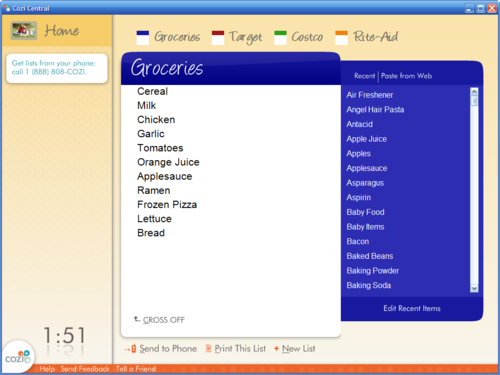 Cozi Central
Home
Groceries Target Costco Rite-Aid
Get lists from your phone:
call 1 (888) 808-COZI.
Groceries
Cereal
Milk
Chicken
Garlic
Tomatoes
Orange Juice
Applesauce
Ramen
Frozen Pizza
Lettuce
Bread
CROSS OFF
Recent | Paste from Web
Air Freshener
Angel Hair Pasta
Antacid
Apple Juice
Apples
Applesauce
Asparagus
Aspirin
Baby Food
Baby Items
Bacon
Baked Beans
Baking Powder
Baking Soda
Edit Recent Items
1:51
Send to Phone Print This List New List
cozi
Help Send Feedback Tell a Friend